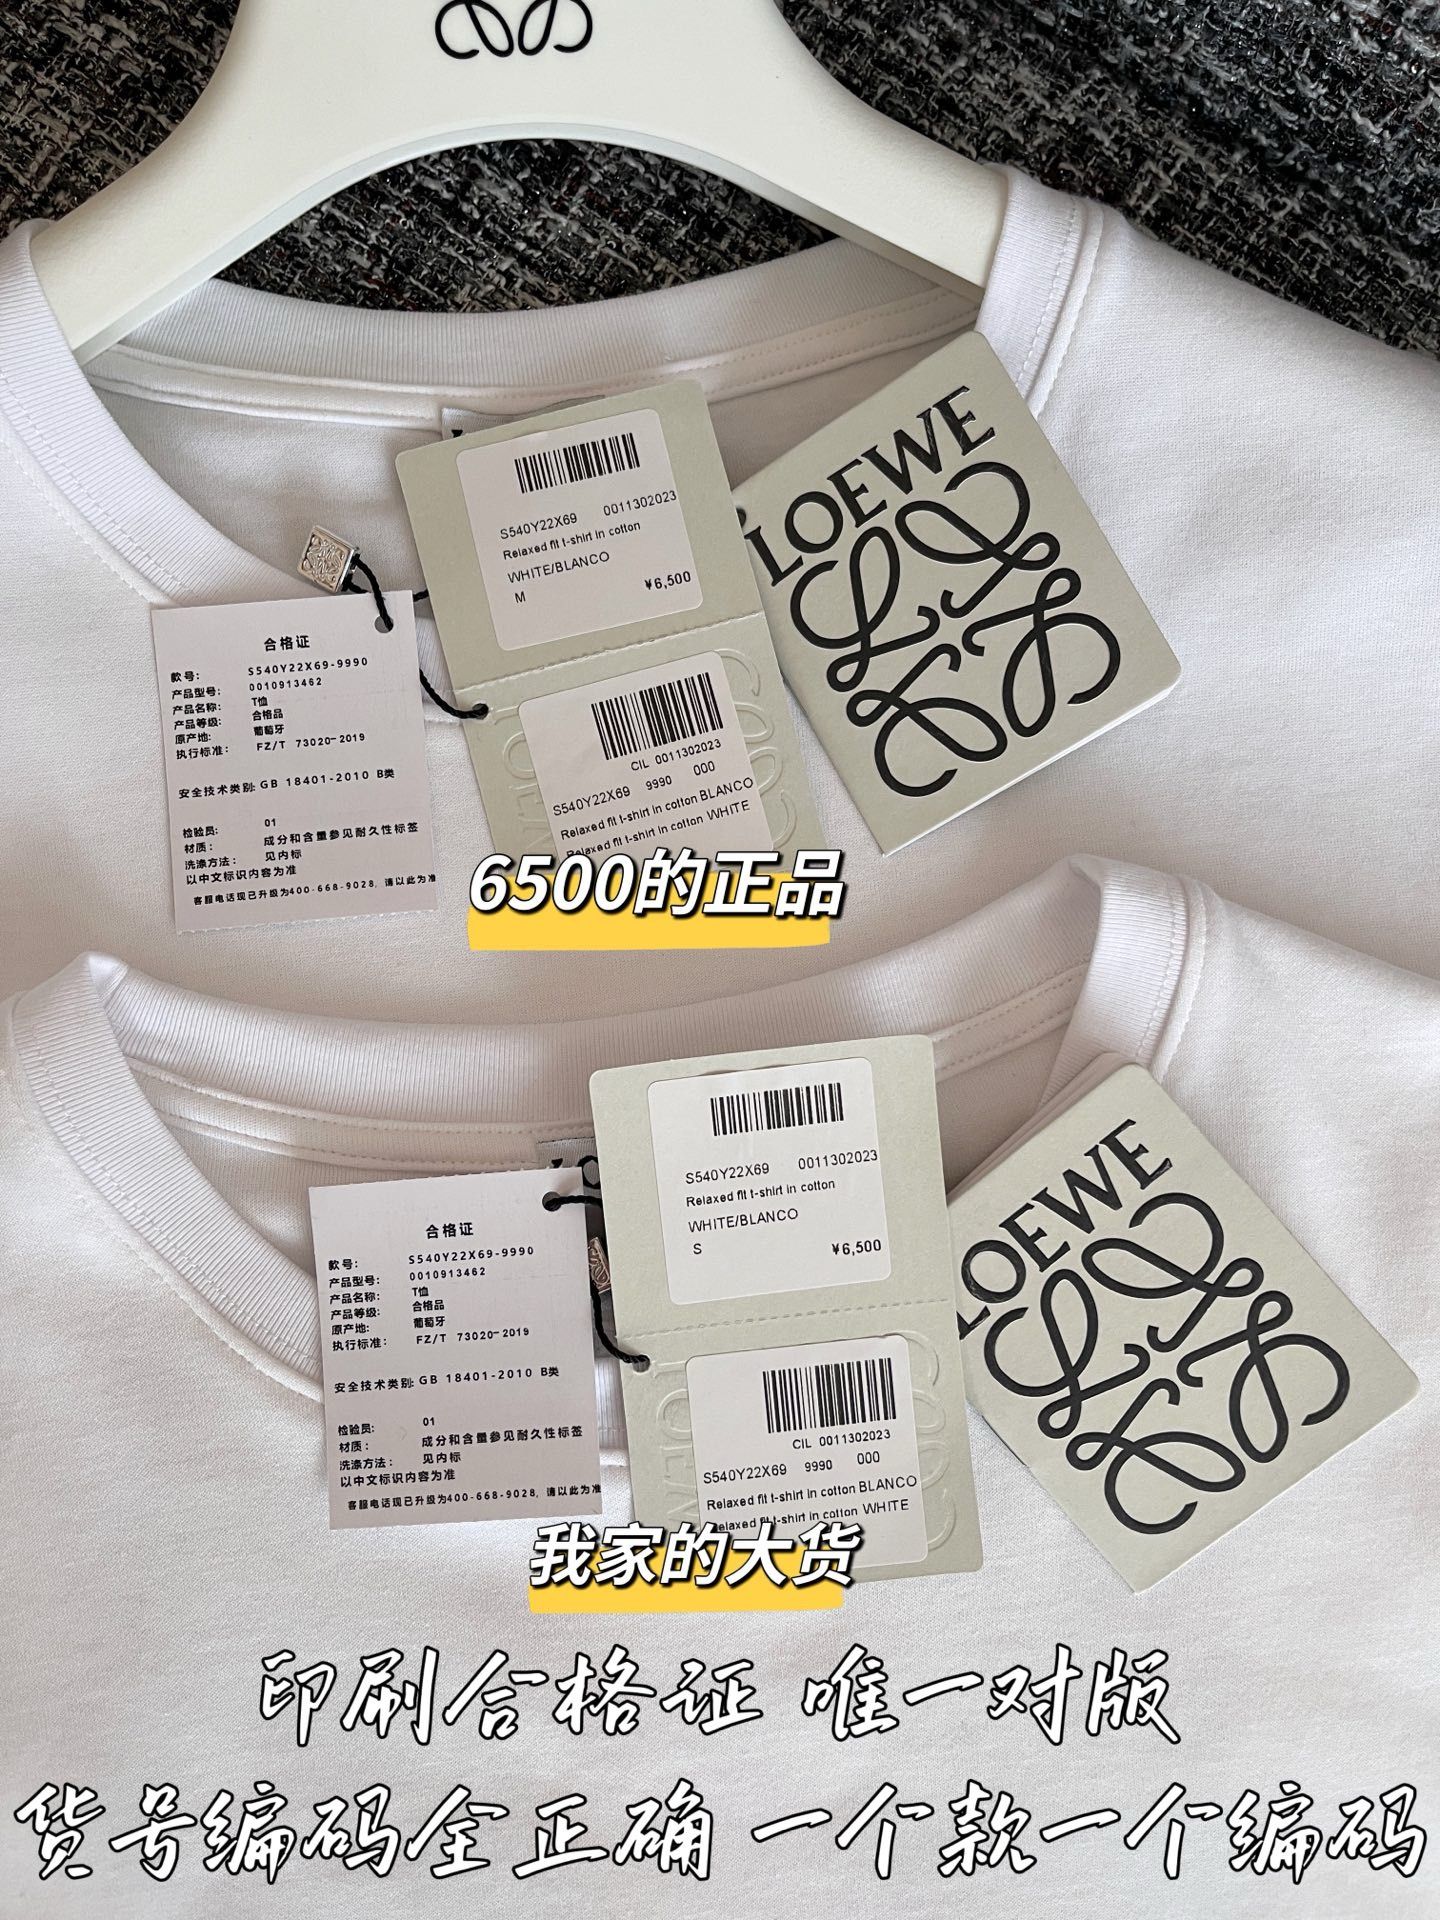 合格证
款号: S540Y22X69-9990
产品型号: 0010913462
产品名称: T恤
产品等级: 合格品
原产地: 葡萄牙
执行标准: FZ/T 73020-2019
安全技术类别: GB 18401-2010 B类
检验员: 01
材质: 成分和含量参见耐久性标签
洗涤方法: 见内标
以中文标识内容为准
客服电话现已升级为400-668-9028, 请以此为准
S540Y22X69 0011302023
Relaxed fit t-shirt in cotton
WHITE/BLANCO
M ¥6,500
CIL 0011302023
S540Y22X69 9990 000
Relaxed fit t-shirt in cotton BLANCO
Relaxed fit t-shirt in cotton WHITE
LOEWE
6500的正品
合格证
款号: S540Y22X69-9990
产品型号: 0010913462
产品名称: T恤
产品等级: 合格品
原产地: 葡萄牙
执行标准: FZ/T 73020-2019
安全技术类别: GB 18401-2010 B类
检验员: 01
材质: 成分和含量参见耐久性标签
洗涤方法: 见内标
以中文标识内容为准
客服电话现已升级为400-668-9028, 请以此为准
S540Y22X69 0011302023
Relaxed fit t-shirt in cotton
WHITE/BLANCO
S ¥6,500
CIL 0011302023
S540Y22X69 9990 000
Relaxed fit t-shirt in cotton BLANCO
Relaxed fit t-shirt in cotton WHITE
LOEWE
我家的大货
印刷合格证 唯一对版
货号编码全正确 一个款一个编码